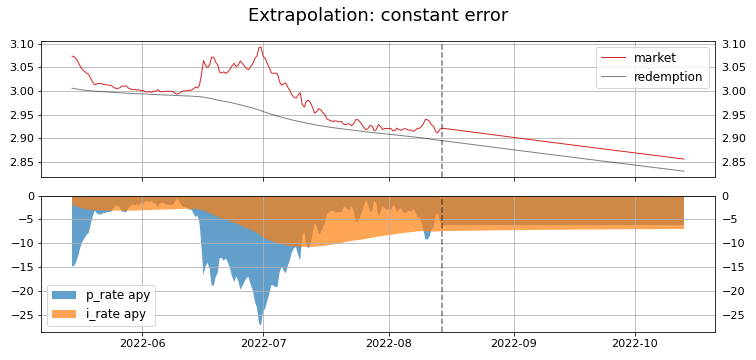 Extrapolation: constant error
3.10 3.10
3.05 3.05
3.00 3.00
2.95 2.95
2.90 2.90
2.85 2.85
market
redemption
0 0
−5 −5
−10 −10
−15 −15
−20 −20
−25 −25
p_rate apy
i_rate apy
2022-06 2022-07 2022-08 2022-09 2022-10